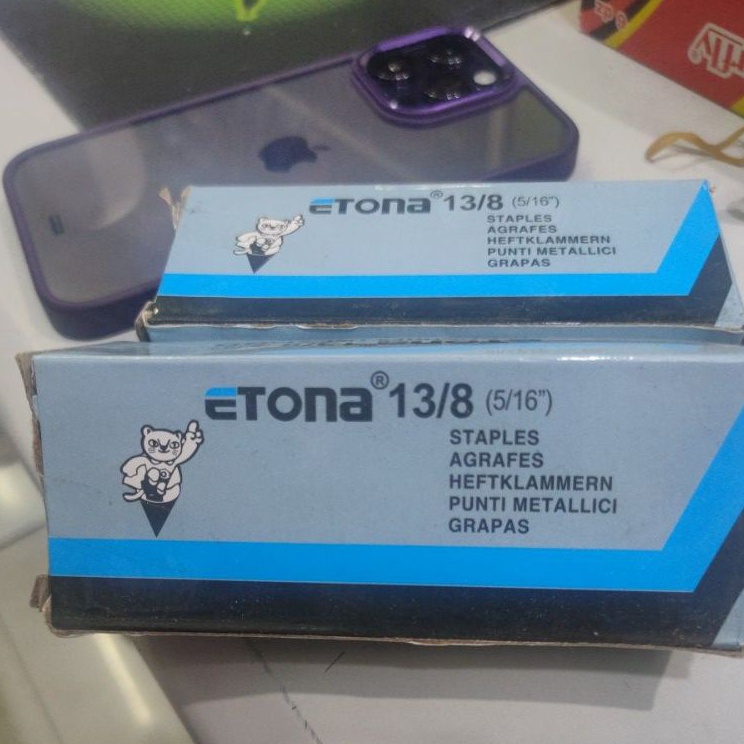 ETONA® 13/8 (5/16")
STAPLES
AGRAFES
HEFTKLAMMERN
PUNTI METALLICI
GRAPAS
ETONA® 13/8 (5/16")
STAPLES
AGRAFES
HEFTKLAMMERN
PUNTI METALLICI
GRAPAS